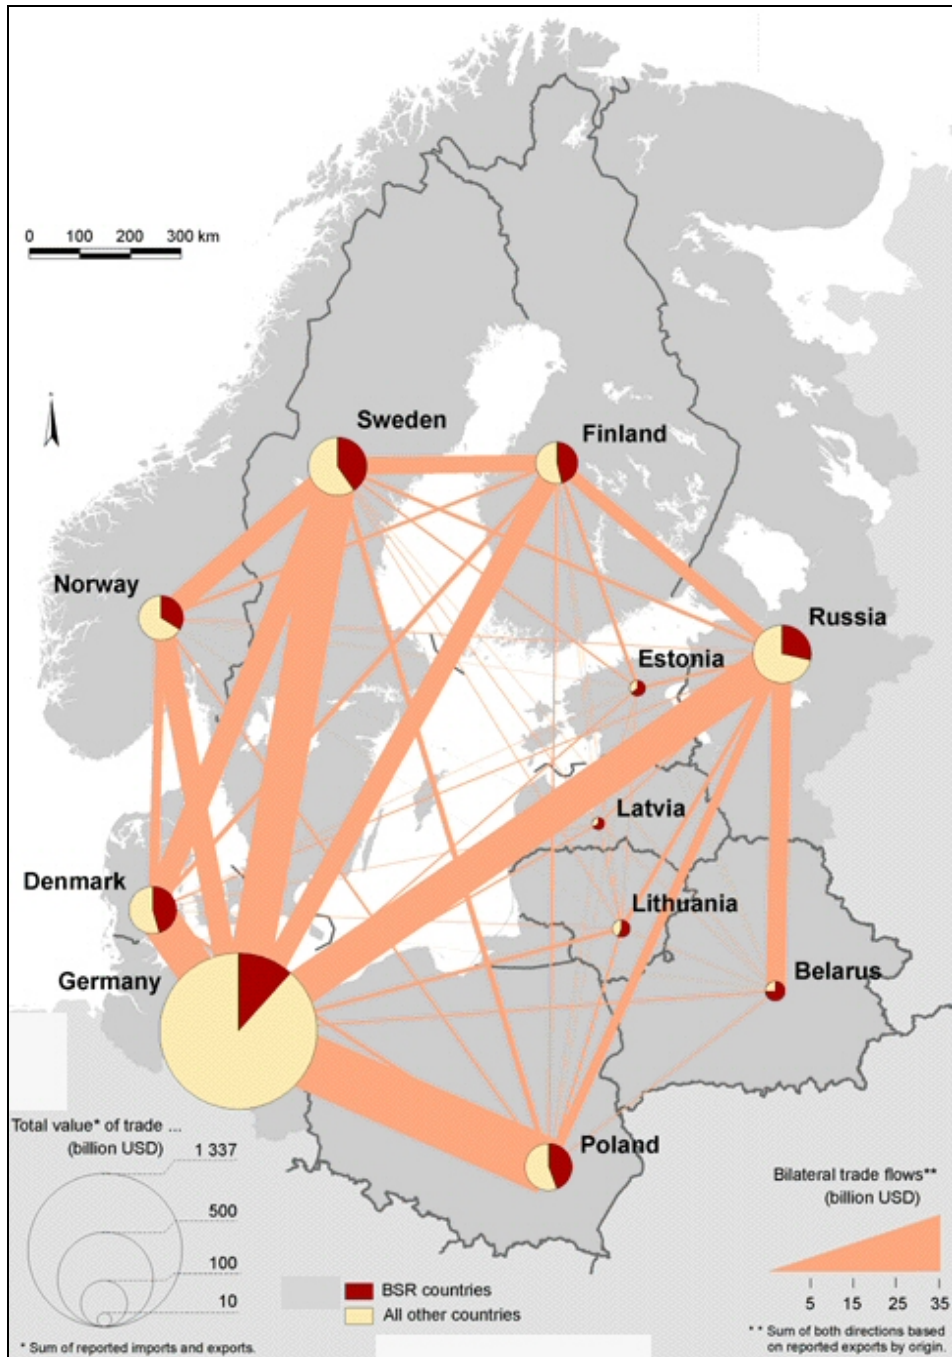 0 100 200 300 km
Sweden
Finland
Norway
Russia
Estonia
Latvia
Denmark
Lithuania
Germany
Belarus
Poland
Total value* of trade ...
(billion USD)
1 337
500
100
10
* Sum of reported imports and exports.
BSR countries
All other countries
Bilateral trade flows**
(billion USD)
5 15 25 35
** Sum of both directions based
on reported exports by origin.